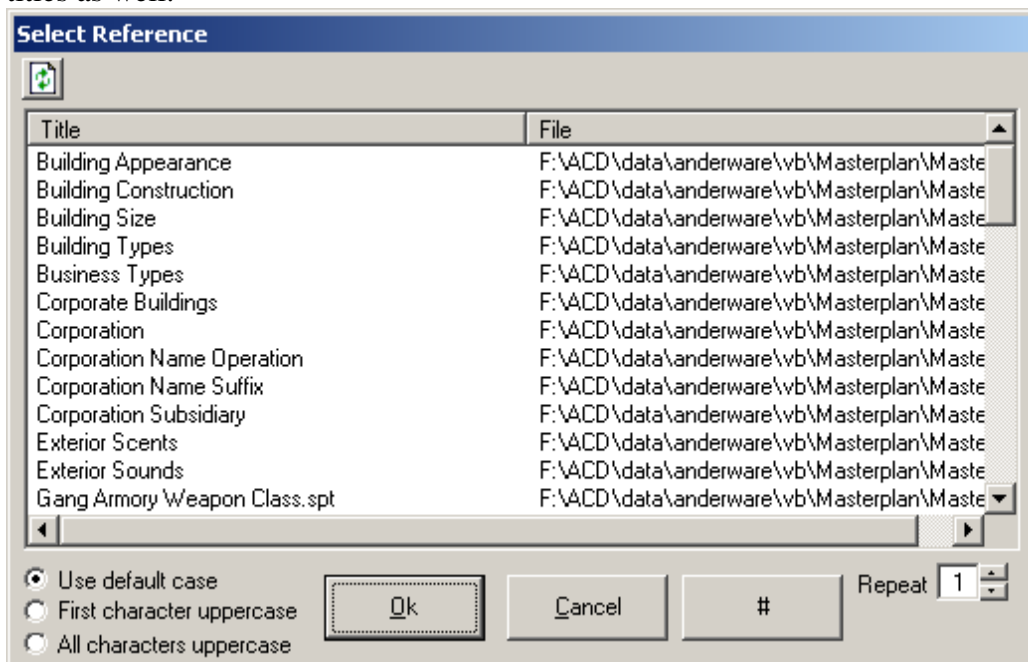 Select Reference
Title File
Building Appearance F:\ACD\data\anderware\vb\Masterplan\Maste
Building Construction F:\ACD\data\anderware\vb\Masterplan\Maste
Building Size F:\ACD\data\anderware\vb\Masterplan\Maste
Building Types F:\ACD\data\anderware\vb\Masterplan\Maste
Business Types F:\ACD\data\anderware\vb\Masterplan\Maste
Corporate Buildings F:\ACD\data\anderware\vb\Masterplan\Maste
Corporation F:\ACD\data\anderware\vb\Masterplan\Maste
Corporation Name Operation F:\ACD\data\anderware\vb\Masterplan\Maste
Corporation Name Suffix F:\ACD\data\anderware\vb\Masterplan\Maste
Corporation Subsidiary F:\ACD\data\anderware\vb\Masterplan\Maste
Exterior Scents F:\ACD\data\anderware\vb\Masterplan\Maste
Exterior Sounds F:\ACD\data\anderware\vb\Masterplan\Maste
Gang Armory Weapon Class.spt F:\ACD\data\anderware\vb\Masterplan\Maste
Use default case
First character uppercase
All characters uppercase
Ok Cancel # Repeat 1